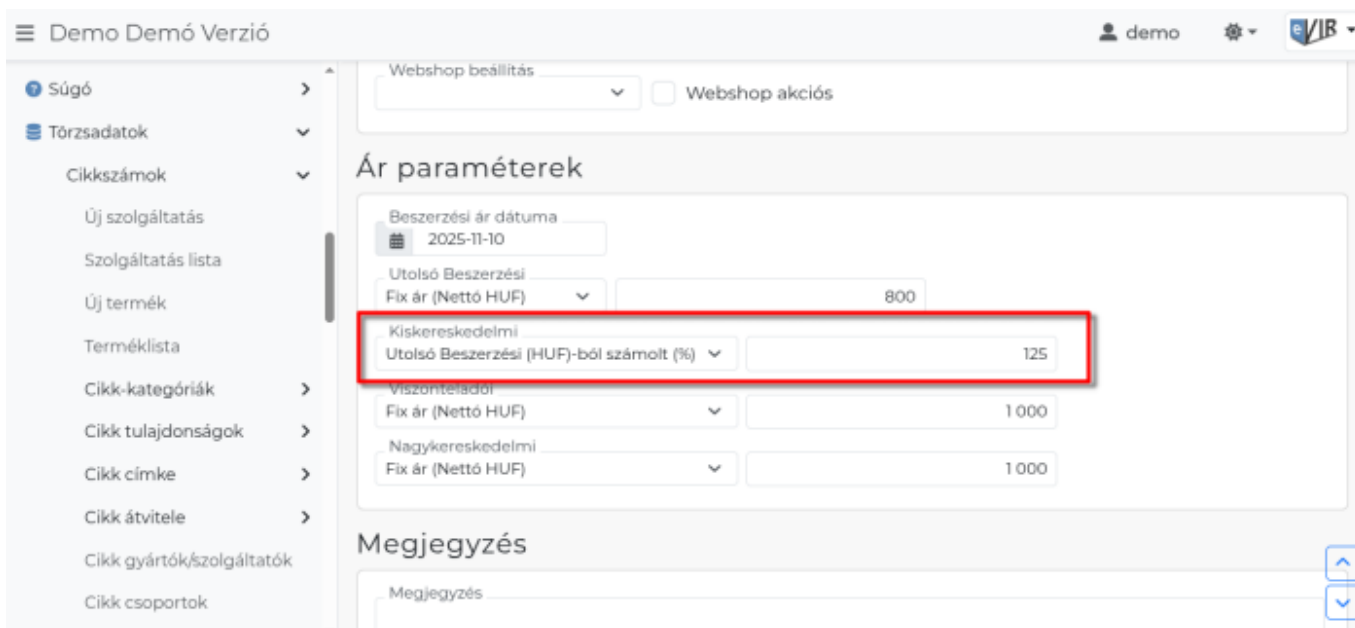 Demo Demó Verzió
demo
eVIR
Súgó
Törzsadatok
Cikkszámok
Új szolgáltatás
Szolgáltatás lista
Új termék
Terméklista
Cikk-kategóriák
Cikk tulajdonságok
Cikk címke
Cikk átvitele
Cikk gyártók/szolgáltatók
Cikk csoportok
Webshop beállítás
Webshop akciós
Ár paraméterek
Beszerzési ár dátuma
2025-11-10
Utolsó Beszerzési
Fix ár (Nettó HUF) 800
Kiskereskedelmi
Utolsó Beszerzési (HUF)-ból számolt (%) 125
Viszonteladói
Fix ár (Nettó HUF) 1 000
Nagykereskedelmi
Fix ár (Nettó HUF) 1 000
Megjegyzés
Megjegyzés